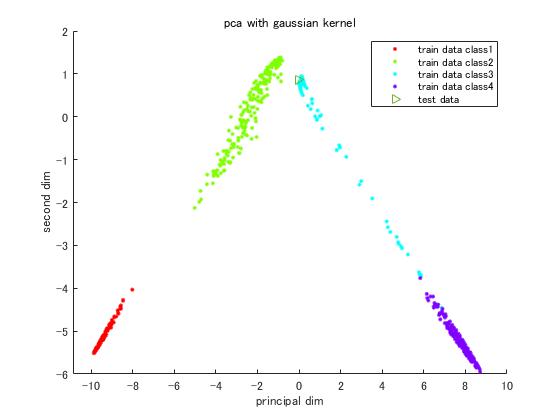 pca with gaussian kernel
train data class1
train data class2
train data class3
train data class4
test data
second dim
2
1
0
-1
-2
-3
-4
-5
-6
-10 -8 -6 -4 -2 0 2 4 6 8 10
principal dim